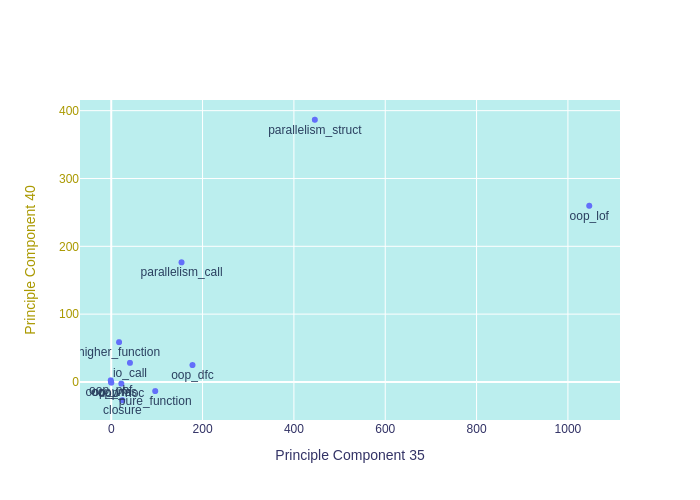 400
300
200
100
0
Principle Component 40
parallelism_struct
oop_lof
parallelism_call
higher_function
io_call
oop_dfc
pure_function
closure
0
200
400
600
800
1000
Principle Component 35